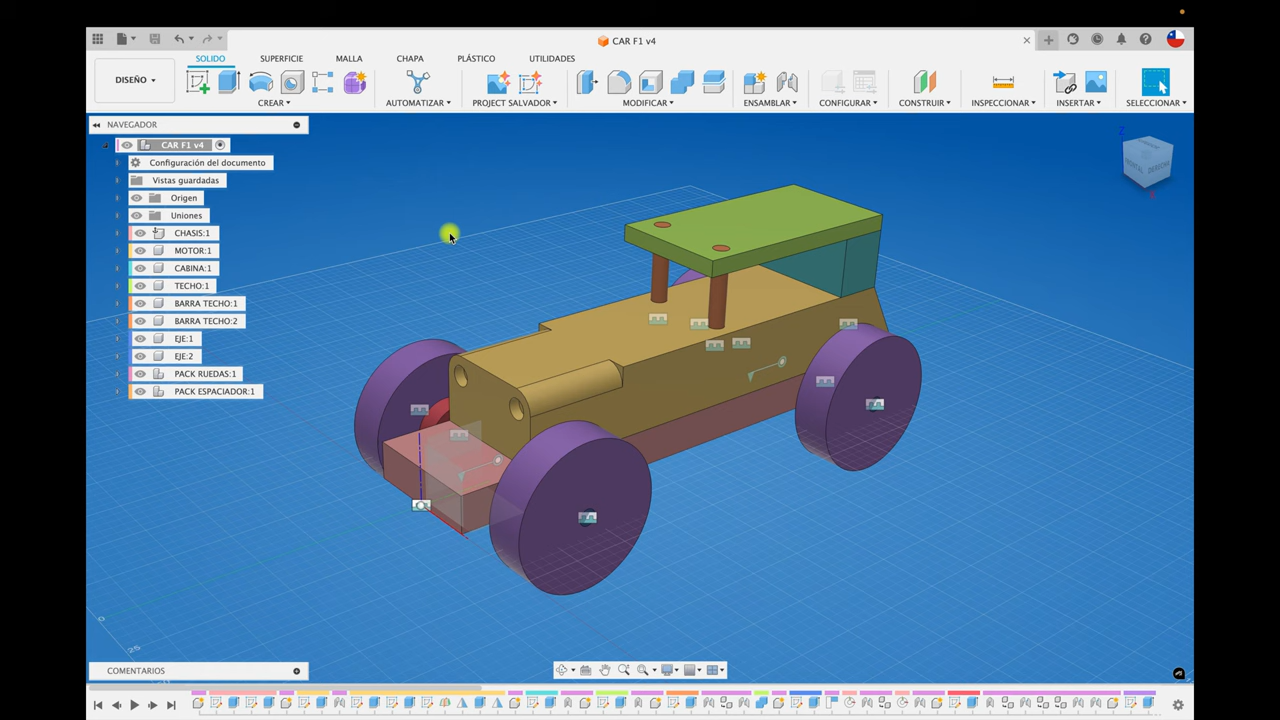 CAR F1 v4
DISEÑO
SOLIDO
SUPERFICIE
MALLA
CHAPA
PLÁSTICO
UTILIDADES
CREAR
AUTOMATIZAR
PROJECT SALVADOR
MODIFICAR
ENSAMBLAR
CONFIGURAR
CONSTRUIR
INSPECCIONAR
INSERTAR
SELECCIONAR
NAVEGADOR
CAR F1 v4
Configuración del documento
Vistas guardadas
Origen
Uniones
CHASIS:1
MOTOR:1
CABINA:1
TECHO:1
BARRA TECHO:1
BARRA TECHO:2
EJE:1
EJE:2
PACK RUEDAS:1
PACK ESPACIADOR:1
Z
0
25
COMENTARIOS